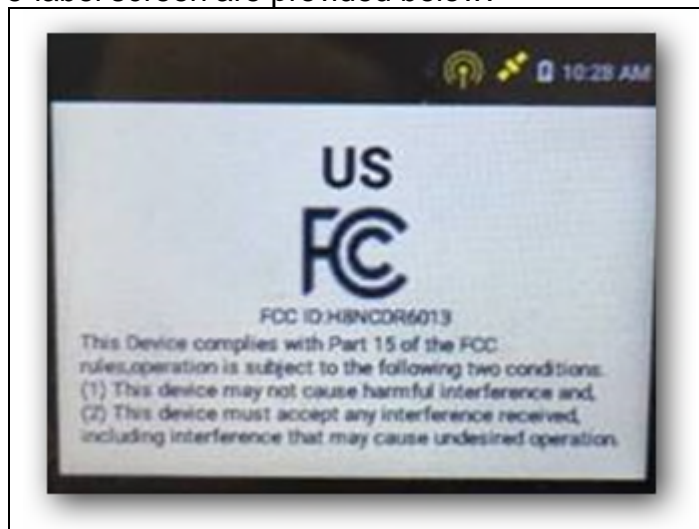 e-label screen are provided below:
10:28 AM
US
FC
FCC ID:H8NCDR6013
This Device complies with Part 15 of the FCC
rules,operation is subject to the following two conditions.
(1) This device may not cause harmful interference and,
(2) This device must accept any interference received,
including interference that may cause undesired operation.